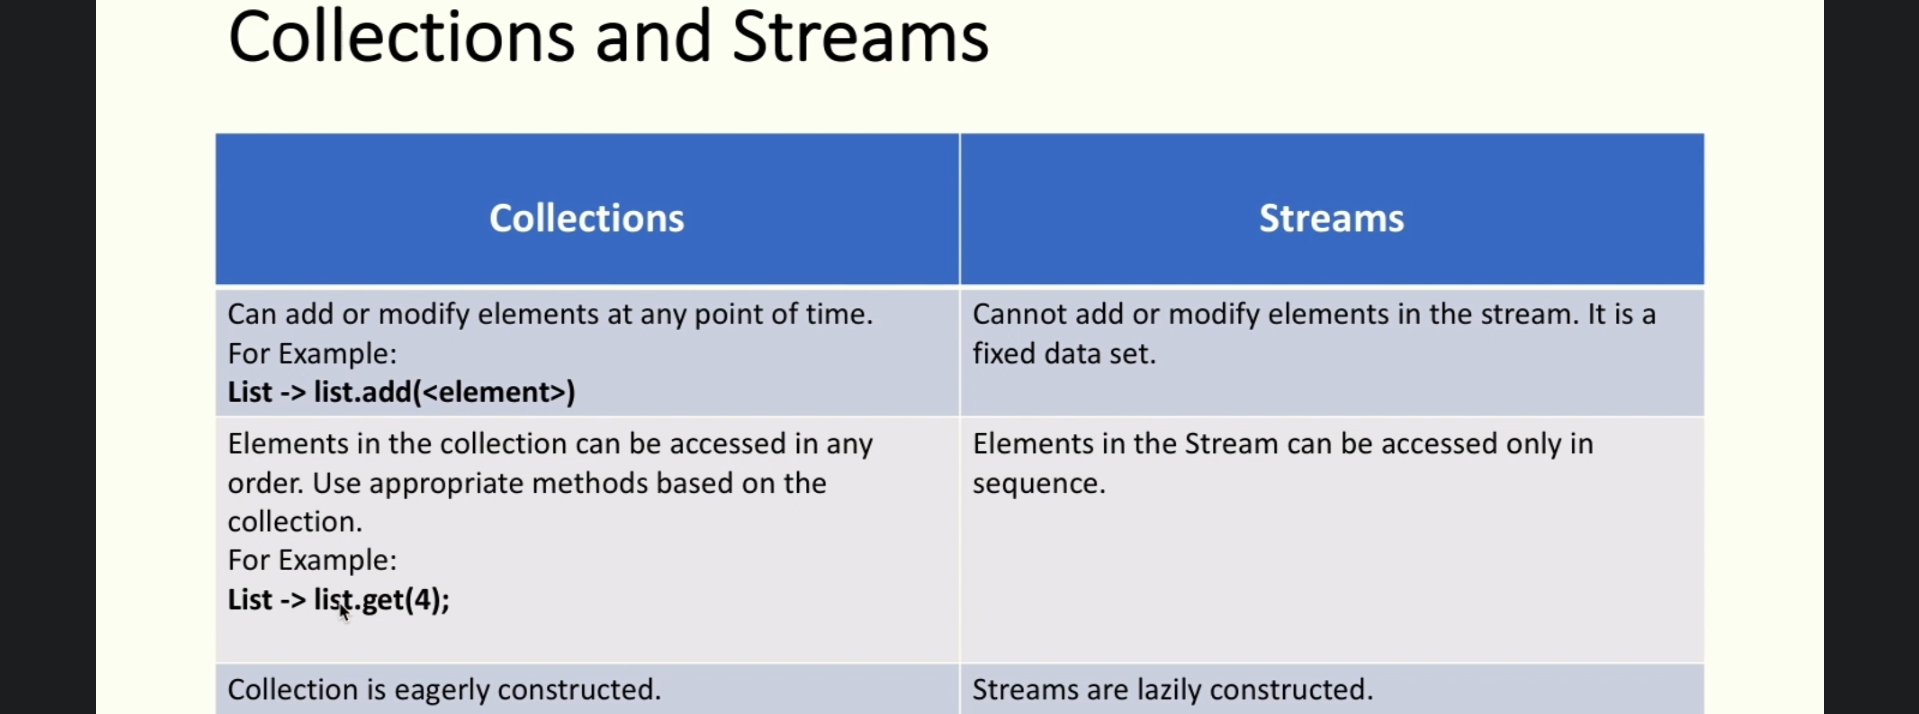 Collections and Streams
Collections
Streams
Can add or modify elements at any point of time.
For Example:
List -> list.add(<element>)
Cannot add or modify elements in the stream. It is a
fixed data set.
Elements in the collection can be accessed in any
order. Use appropriate methods based on the
collection.
For Example:
List -> list.get(4);
Elements in the Stream can be accessed only in
sequence.
Collection is eagerly constructed.
Streams are lazily constructed.